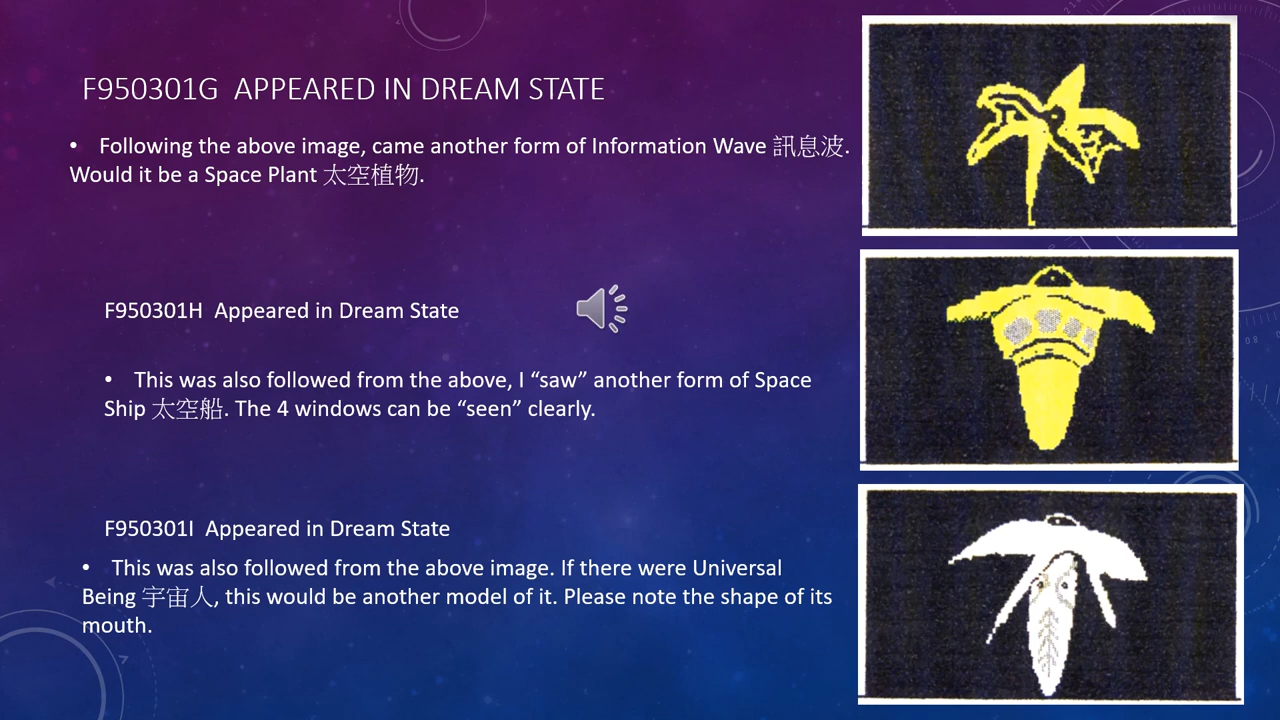 F950301G APPEARED IN DREAM STATE
• Following the above image, came another form of Information Wave 訊息波.
Would it be a Space Plant 太空植物.
F950301H Appeared in Dream State
• This was also followed from the above, I “saw” another form of Space
Ship 太空船. The 4 windows can be “seen” clearly.
F950301I Appeared in Dream State
• This was also followed from the above image. If there were Universal
Being 宇宙人, this would be another model of it. Please note the shape of its
mouth.